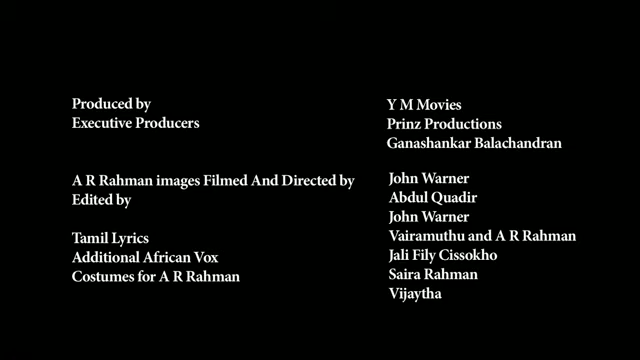 Produced by
Executive Producers
Y M Movies
Prinz Productions
Ganashankar Balachandran
A R Rahman images Filmed And Directed by
Edited by
Tamil Lyrics
Additional African Vox
Costumes for A R Rahman
John Warner
Abdul Quadir
John Warner
Vairamuthu and A R Rahman
Jali Fily Cissokho
Saira Rahman
Vijaytha